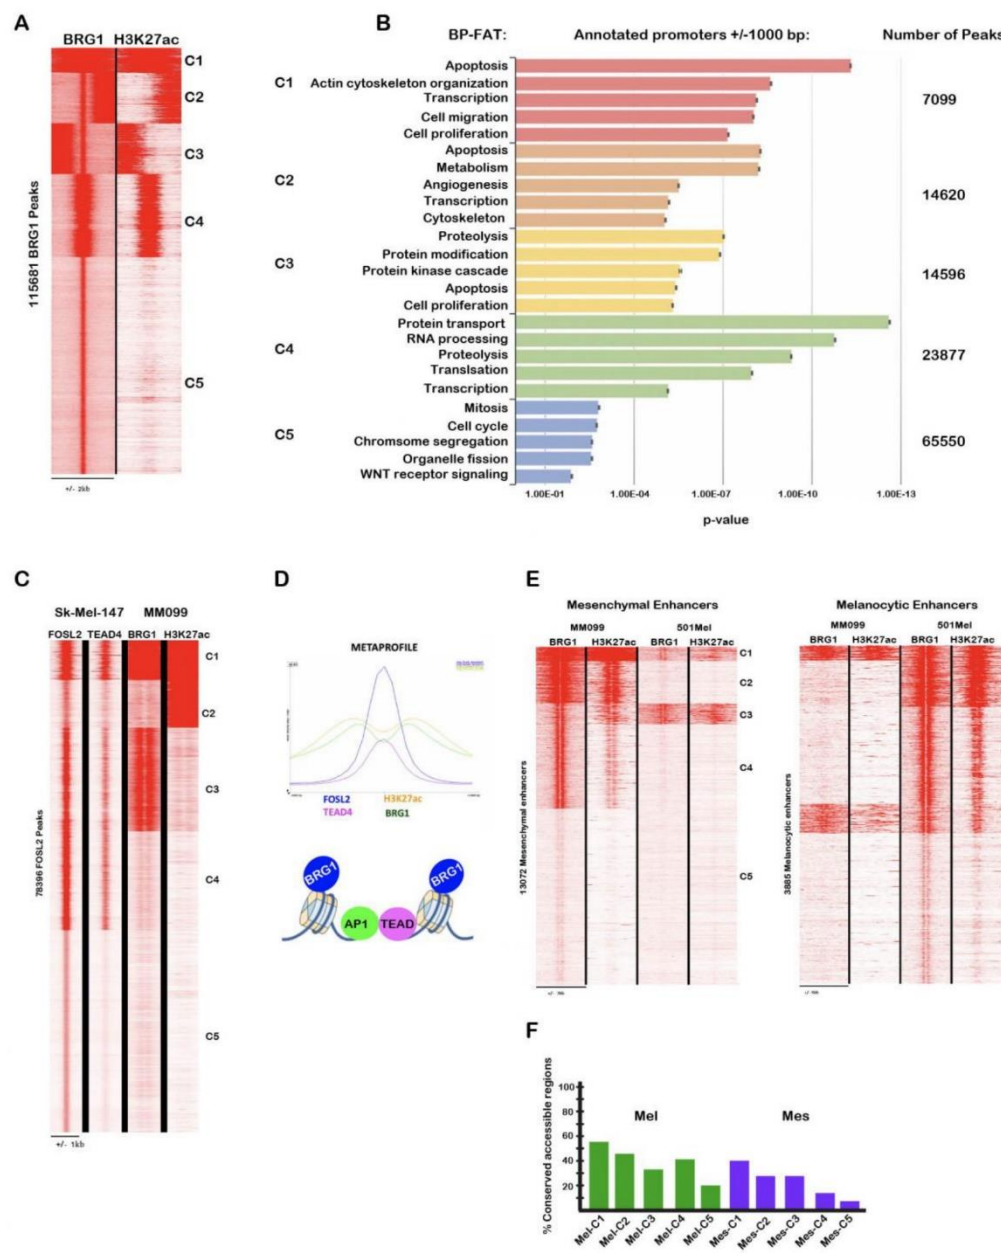 A
BRG1 H3K27ac
C1
C2
C3
C4
C5
115681 BRG1 Peaks
+/- 2kb
B
BP-FAT: Annotated promoters +/-1000 bp: Number of Peaks
C1
Apoptosis
Actin cytoskeleton organization
Transcription
Cell migration
Cell proliferation
7099
C2
Apoptosis
Metabolism
Angiogenesis
Transcription
Cytoskeleton
14620
C3
Proteolysis
Protein modification
Protein kinase cascade
Apoptosis
Cell proliferation
14596
C4
Protein transport
RNA processing
Proteolysis
Translsation
Transcription
23877
C5
Mitosis
Cell cycle
Chromsome segregation
Organelle fission
WNT receptor signaling
65550
1.00E-01 1.00E-04 1.00E-07 1.00E-10 1.00E-13
p-value
C
Sk-Mel-147 MM099
FOSL2 TEAD4 BRG1 H3K27ac
C1
C2
C3
C4
C5
78396 FOSL2 Peaks
+/- 1kb
D
METAPROFILE
FOSL2 H3K27ac
TEAD4 BRG1
BRG1 BRG1
AP1 TEAD
E
Mesenchymal Enhancers
MM099 501Mel
BRG1 H3K27ac BRG1 H3K27ac
C1
C2
C3
C4
C5
13072 Mesenchymal enhancers
Melanocytic Enhancers
MM099 501Mel
BRG1 H3K27ac BRG1 H3K27ac
3885 Melanocytic enhancers
F
% Conserved accessible regions
100
80
60
40
20
Mel Mes
Mel-C1 Mel-C2 Mel-C3 Mel-C4 Mel-C5 Mes-C1 Mes-C2 Mes-C3 Mes-C4 Mes-C5